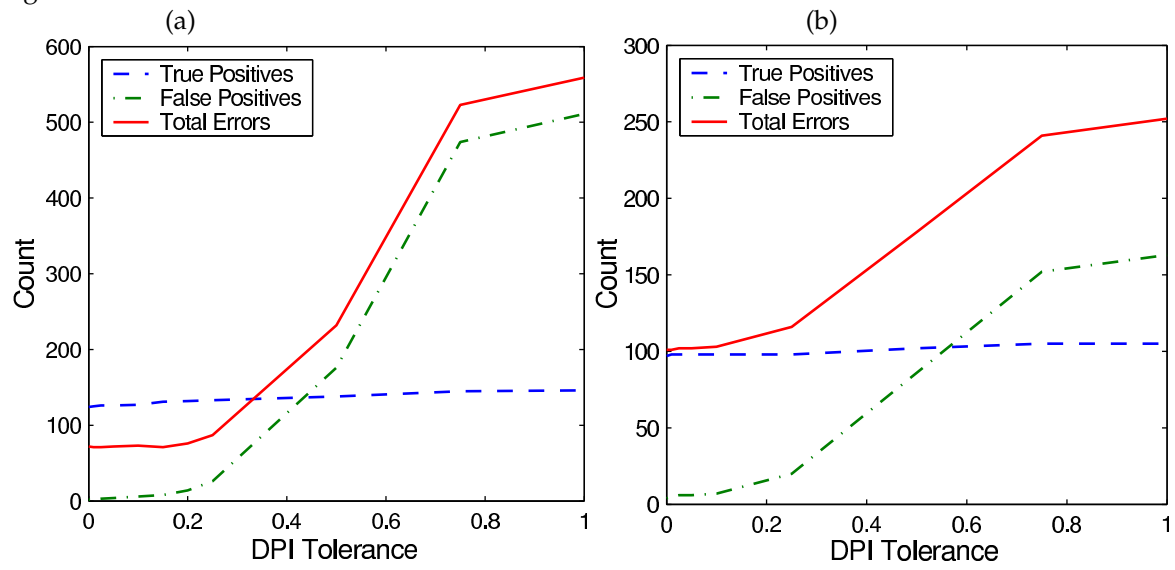 (a)
600
500
400
300
200
100
0
Count
True Positives
False Positives
Total Errors
0
0.2
0.4
0.6
0.8
1
DPI Tolerance
(b)
300
250
200
150
100
50
0
Count
True Positives
False Positives
Total Errors
0
0.2
0.4
0.6
0.8
1
DPI Tolerance